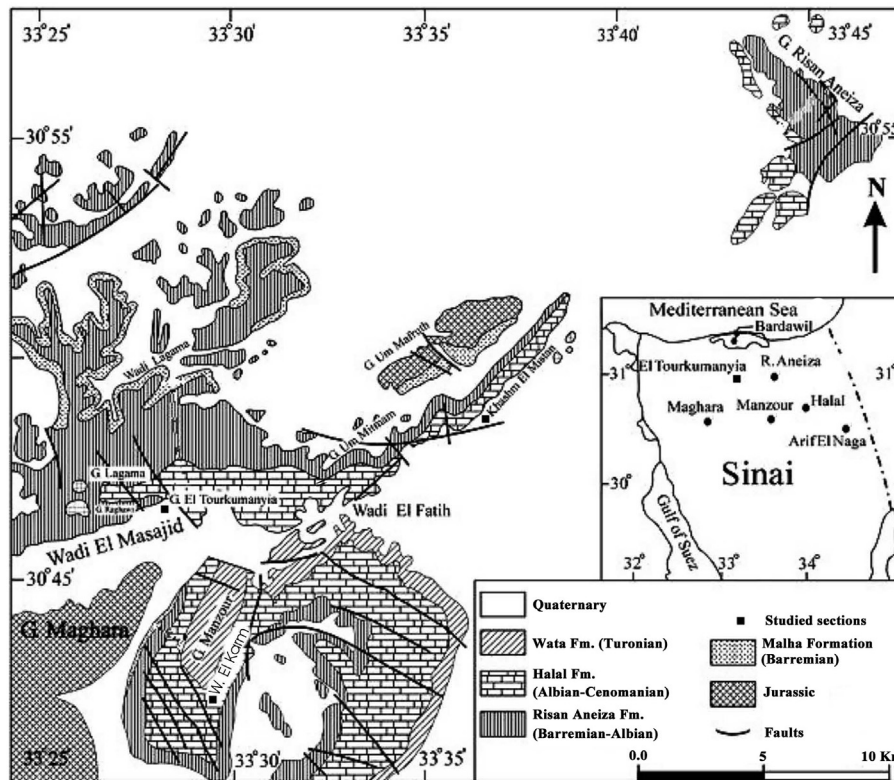 33°25' 33°30' 33°35' 33°40' 33°45'
G. Risan Aneiza
30°55'
30°55'
N
Wadi Lagama
G. Um Mafruth
Khashm El Mistan
G. Um Mitmam
G. Lagama
G. El Tourkumanyia
Wadi El Fatih
Wadi El Masajid
30°45'
G. Maghara
G. Manzour
W. El Karm
33°25'
33°30'
33°35'
Mediterranean Sea
Bardawil
El Tourkumanyia
R. Aneiza
31°
Maghara
Manzour
Halal
Arif El Naga
Sinai
30°
Gulf of Suez
32° 33° 34°
Quaternary
Wata Fm. (Turonian)
Halal Fm.
(Albian-Cenomanian)
Risan Aneiza Fm.
(Barremian-Albian)
Studied sections
Malha Formation
(Barremian)
Jurassic
Faults
0.0 5 10 Km